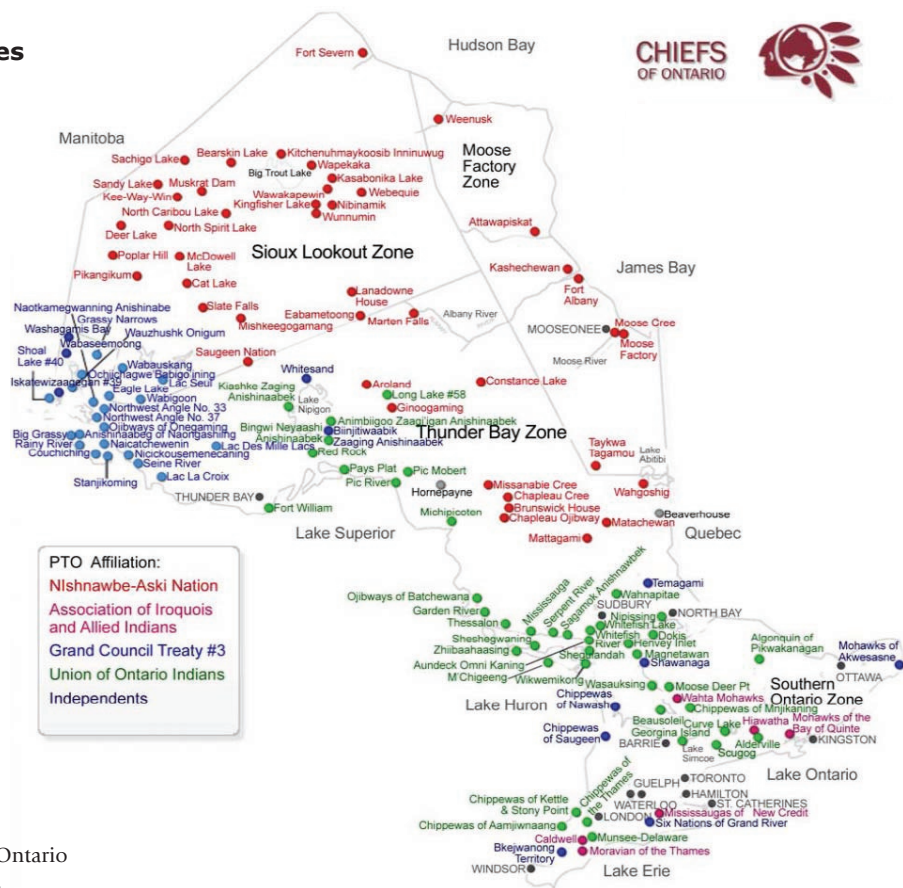 es
CHIEFS
OF ONTARIO
Hudson Bay
Fort Severn
Manitoba
Weenusk
Moose
Factory
Zone
Sachigo Lake
Bearskin Lake
Kitchenuhmaykoosib Inninuwug
Big Trout Lake
Wapekaka
Kasabonika Lake
Sandy Lake
Muskrat Dam
Wawakapewin
Webequie
Kee-Way-Win
Kingfisher Lake
Nibinamik
North Caribou Lake
Wunnumin
Deer Lake
North Spirit Lake
Attawapiskat
Sioux Lookout Zone
Poplar Hill
McDowell
Lake
Pikangikum
Cat Lake
Kashechewan
James Bay
Fort
Albany
Lanadowne
House
Slate Falls
Mishkeegogamang
Eabametoong
Marten Falls
Albany River
MOOSEONEE
Moose Cree
Moose
Factory
Moose River
Naotkamegwanning Anishinabe
Grassy Narrows
Washagamis Bay
Wauzhushk Onigum
Wabaseemoong
Shoal
Lake #40
Saugeen Nation
Wabauskang
Ochiichagwe Babigo'ining
Iskatewizaagegan #39
Lac Seul
Eagle Lake
Wabigoon
Northwest Angle No. 33
Northwest Angle No. 37
Ojibways of Onegaming
Big Grassy
Anishinaabeg of Naongashiing
Rainy River
Naicatchewenin
Lac Des Mille Lacs
Couchiching
Nicickousemenecaning
Seine River
Stanjikoming
Lac La Croix
Whitesand
Kiashke Zaging
Anishinaabek
Lake
Nipigon
Aroland
Long Lake #58
Constance Lake
Ginoogaming
Animbiigoo Zaagi'igan Anishinaabek
Bingwi Neyaashi
Anishinaabek
Biinjitiwaabik
Zaaging Anishinaabek
Thunder Bay Zone
Red Rock
Taykwa
Tagamou
Lake
Abitibi
Pays Plat
Pic Mobert
Pic River
Hornepayne
Missanabie Cree
Wahgoshig
THUNDER BAY
Fort William
Chapleau Cree
Brunswick House
Chapleau Ojibway
Michipicoten
Beaverhouse
Matachewan
Mattagami
Lake Superior
Quebec
PTO Affiliation:
NIshnawbe-Aski Nation
Association of Iroquois
and Allied Indians
Grand Council Treaty #3
Union of Ontario Indians
Independents
Ojibways of Batchewana
Garden River
Thessalon
Mississauga
Serpent River
Sagamok Anishnawbek
Temagami
Wahnapitae
SUDBURY
Nipissing
NORTH BAY
Whitefish Lake
Sheshegwaning
Whitefish
River
Dokis
Henvey Inlet
Zhiibaahaasing
Sheguiandah
Magnetawan
Shawanaga
Aundeck Omni Kaning
M'Chigeeng
Wikwemikong
Algonquin of
Pikwakanagan
Mohawks of
Akwesasne
OTTAWA
Wasauksing
Moose Deer Pt
Southern
Ontario Zone
Lake Huron
Chippewas
of Nawash
Wahta Mohawks
Chippewas of Mnjikaning
Beausoleil
Georgina Island
Curve Lake
Hiawatha
Mohawks of the
Bay of Quinte
KINGSTON
Chippewas
of Saugeen
BARRIE
Lake
Simcoe
Scugog
Alderville
Lake Ontario
Chippewas of
the Thames
GUELPH
TORONTO
HAMILTON
WATERLOO
ST. CATHERINES
Chippewas of Kettle
& Stony Point
LONDON
Mississaugas of New Credit
Six Nations of Grand River
Chippewas of Aamjiwnaang
Munsee-Delaware
Caldwell
Bkejwanong
Territory
Moravian of the Thames
WINDSOR
Lake Erie
Ontario